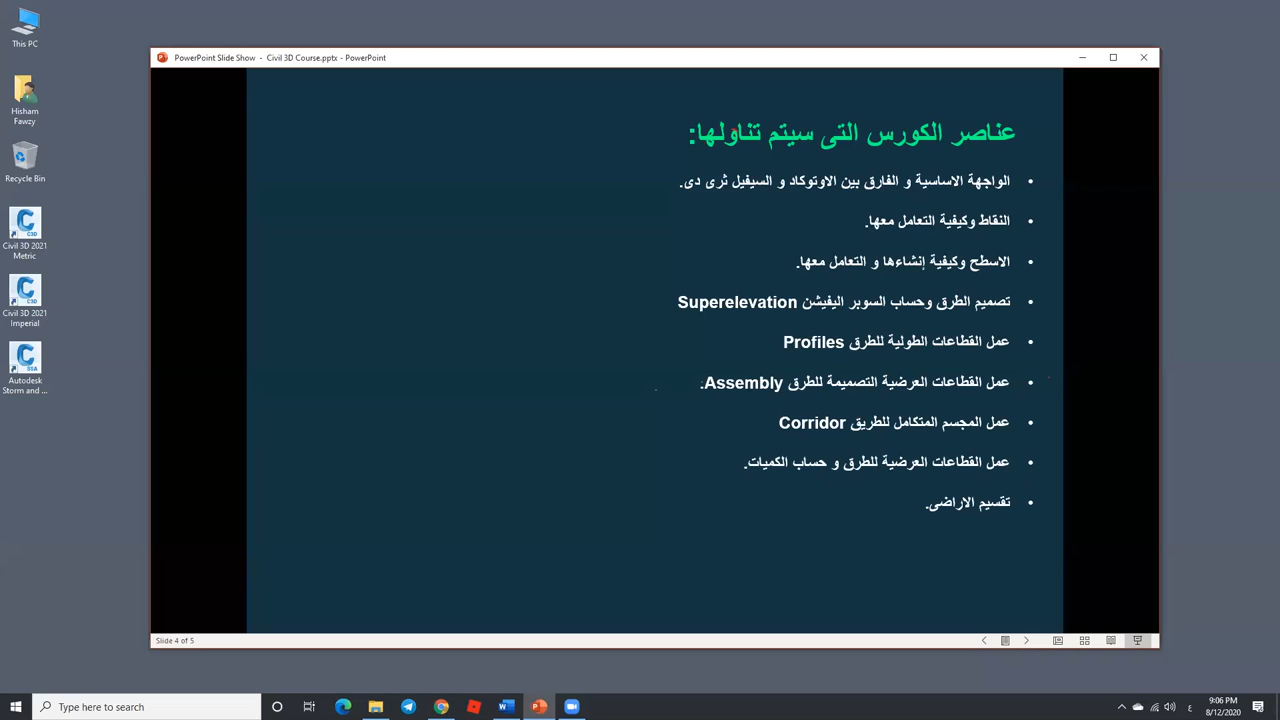 This PC
PowerPoint Slide Show - Civil 3D Course.pptx - PowerPoint
Hisham
Fawzy
Recycle Bin
Civil 3D 2021
Metric
Civil 3D 2021
Imperial
Autodesk
Storm and ...
عناصر الكورس التى سيتم تناولها:
• الواجهة الاساسية و الفارق بين الاوتوكاد و السيفيل ثرى دى.
• النقاط وكيفية التعامل معها.
• الاسطح وكيفية إنشاءها و التعامل معها.
• تصميم الطرق وحساب السوبر اليفيشن Superelevation
• عمل القطاعات الطولية للطرق Profiles
• عمل القطاعات العرضية التصميمة للطرق Assembly.
• عمل المجسم المتكامل للطريق Corridor
• عمل القطاعات العرضية للطرق و حساب الكميات.
• تقسيم الاراضى.
Slide 4 of 5
Type here to search
ع
9:06 PM
8/12/2020